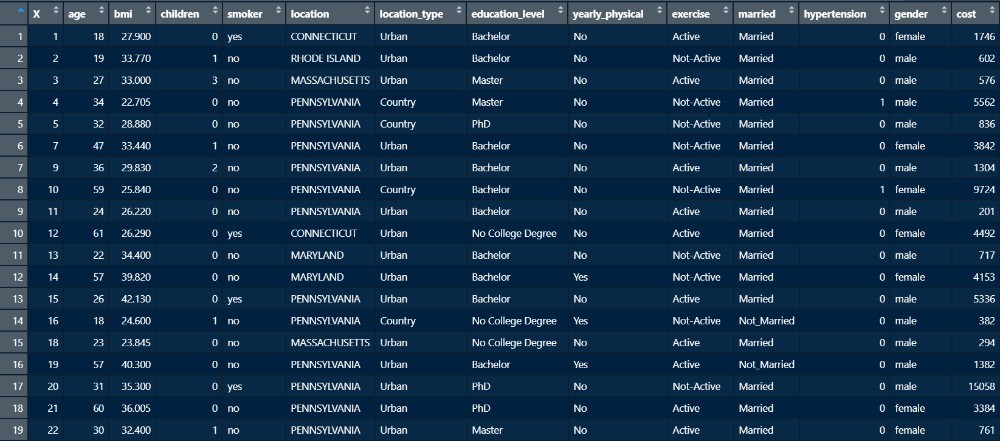 X age bmi children smoker location location_type education_level yearly_physical exercise married hypertension gender cost
1 1 18 27.900 0 yes CONNECTICUT Urban Bachelor No Active Married 0 female 1746
2 2 19 33.770 1 no RHODE ISLAND Urban Bachelor No Not-Active Married 0 male 602
3 3 27 33.000 3 no MASSACHUSETTS Urban Master No Active Married 0 male 576
4 4 34 22.705 0 no PENNSYLVANIA Country Master No Not-Active Married 1 male 5562
5 5 32 28.880 0 no PENNSYLVANIA Country PhD No Not-Active Married 0 male 836
6 7 47 33.440 1 no PENNSYLVANIA Urban Bachelor No Not-Active Married 0 female 3842
7 9 36 29.830 2 no PENNSYLVANIA Urban Bachelor No Active Married 0 male 1304
8 10 59 25.840 0 no PENNSYLVANIA Country Bachelor No Not-Active Married 1 female 9724
9 11 24 26.220 0 no PENNSYLVANIA Urban Bachelor No Active Married 0 male 201
10 12 61 26.290 0 yes CONNECTICUT Urban No College Degree No Active Married 0 female 4492
11 13 22 34.400 0 no MARYLAND Urban Bachelor No Not-Active Married 0 male 717
12 14 57 39.820 0 no MARYLAND Urban Bachelor Yes Not-Active Married 0 female 4153
13 15 26 42.130 0 yes PENNSYLVANIA Urban Bachelor No Active Married 0 male 5336
14 16 18 24.600 1 no PENNSYLVANIA Country No College Degree Yes Not-Active Not_Married 0 male 382
15 18 23 23.845 0 no MASSACHUSETTS Urban No College Degree No Active Married 0 male 294
16 19 57 40.300 0 no PENNSYLVANIA Urban Bachelor Yes Active Not_Married 0 male 1382
17 20 31 35.300 0 yes PENNSYLVANIA Urban PhD No Not-Active Married 0 male 15058
18 21 60 36.005 0 no PENNSYLVANIA Urban PhD No Active Married 0 female 3384
19 22 30 32.400 1 no PENNSYLVANIA Urban Master No Active Married 0 female 761